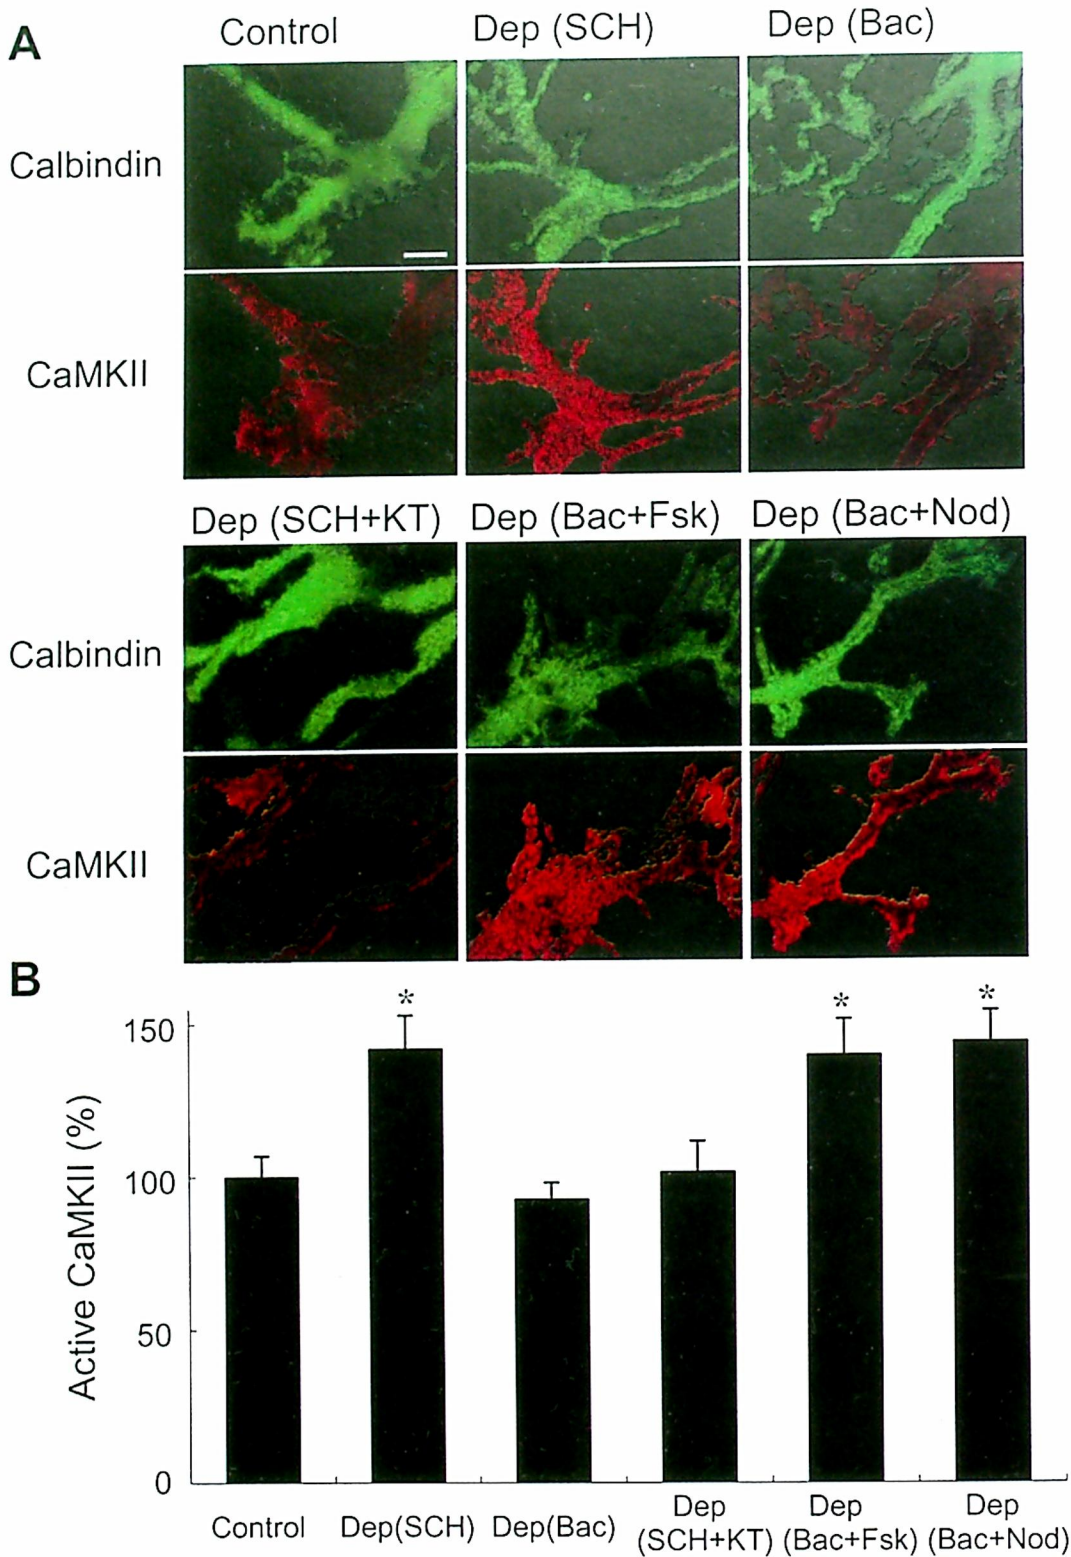 A
Control Dep (SCH) Dep (Bac)
Calbindin
CaMKII
Dep (SCH+KT) Dep (Bac+Fsk) Dep (Bac+Nod)
Calbindin
CaMKII
B
* * *
150
100
50
0
Active CaMKII (%)
Control Dep(SCH) Dep(Bac) Dep (SCH+KT) Dep (Bac+Fsk) Dep (Bac+Nod)